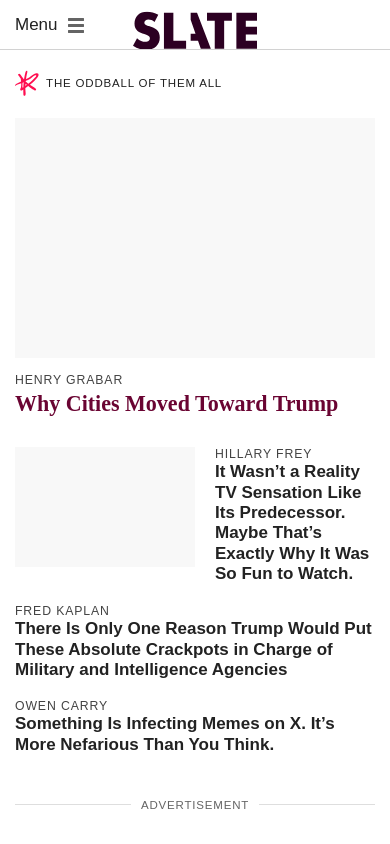 Menu
SLATE
THE ODDBALL OF THEM ALL
HENRY GRABAR
Why Cities Moved Toward Trump
HILLARY FREY
It Wasn’t a Reality
TV Sensation Like
Its Predecessor.
Maybe That’s
Exactly Why It Was
So Fun to Watch.
FRED KAPLAN
There Is Only One Reason Trump Would Put
These Absolute Crackpots in Charge of
Military and Intelligence Agencies
OWEN CARRY
Something Is Infecting Memes on X. It’s
More Nefarious Than You Think.
ADVERTISEMENT